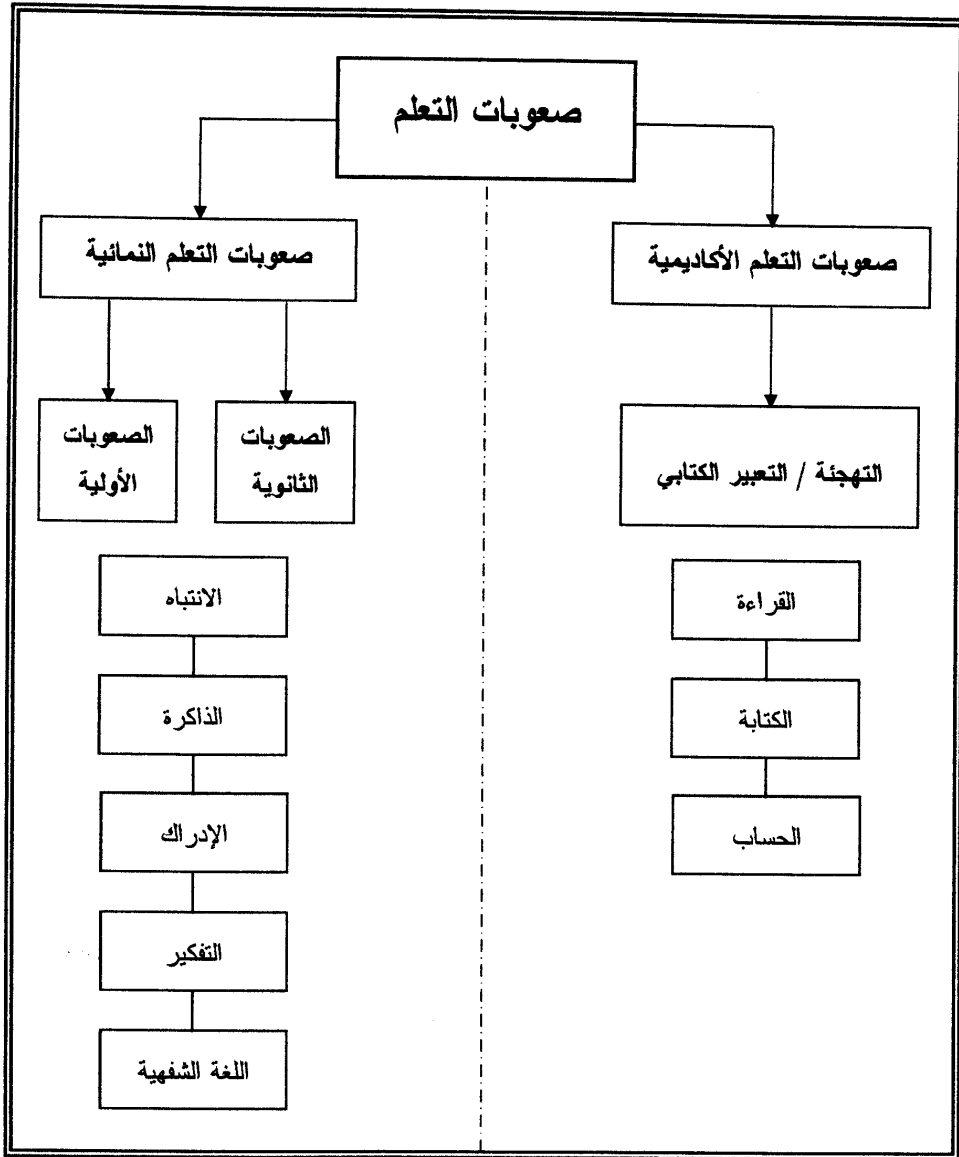 صعوبات التعلم
صعوبات التعلم الأكاديمية
صعوبات التعلم النمائية
التهجئة / التعبير الكتابي
الصعوبات
الثانوية
الصعوبات
الأولية
القراءة
الكتابة
الحساب
الانتباه
الذاكرة
الإدراك
التفكير
اللغة الشفهية